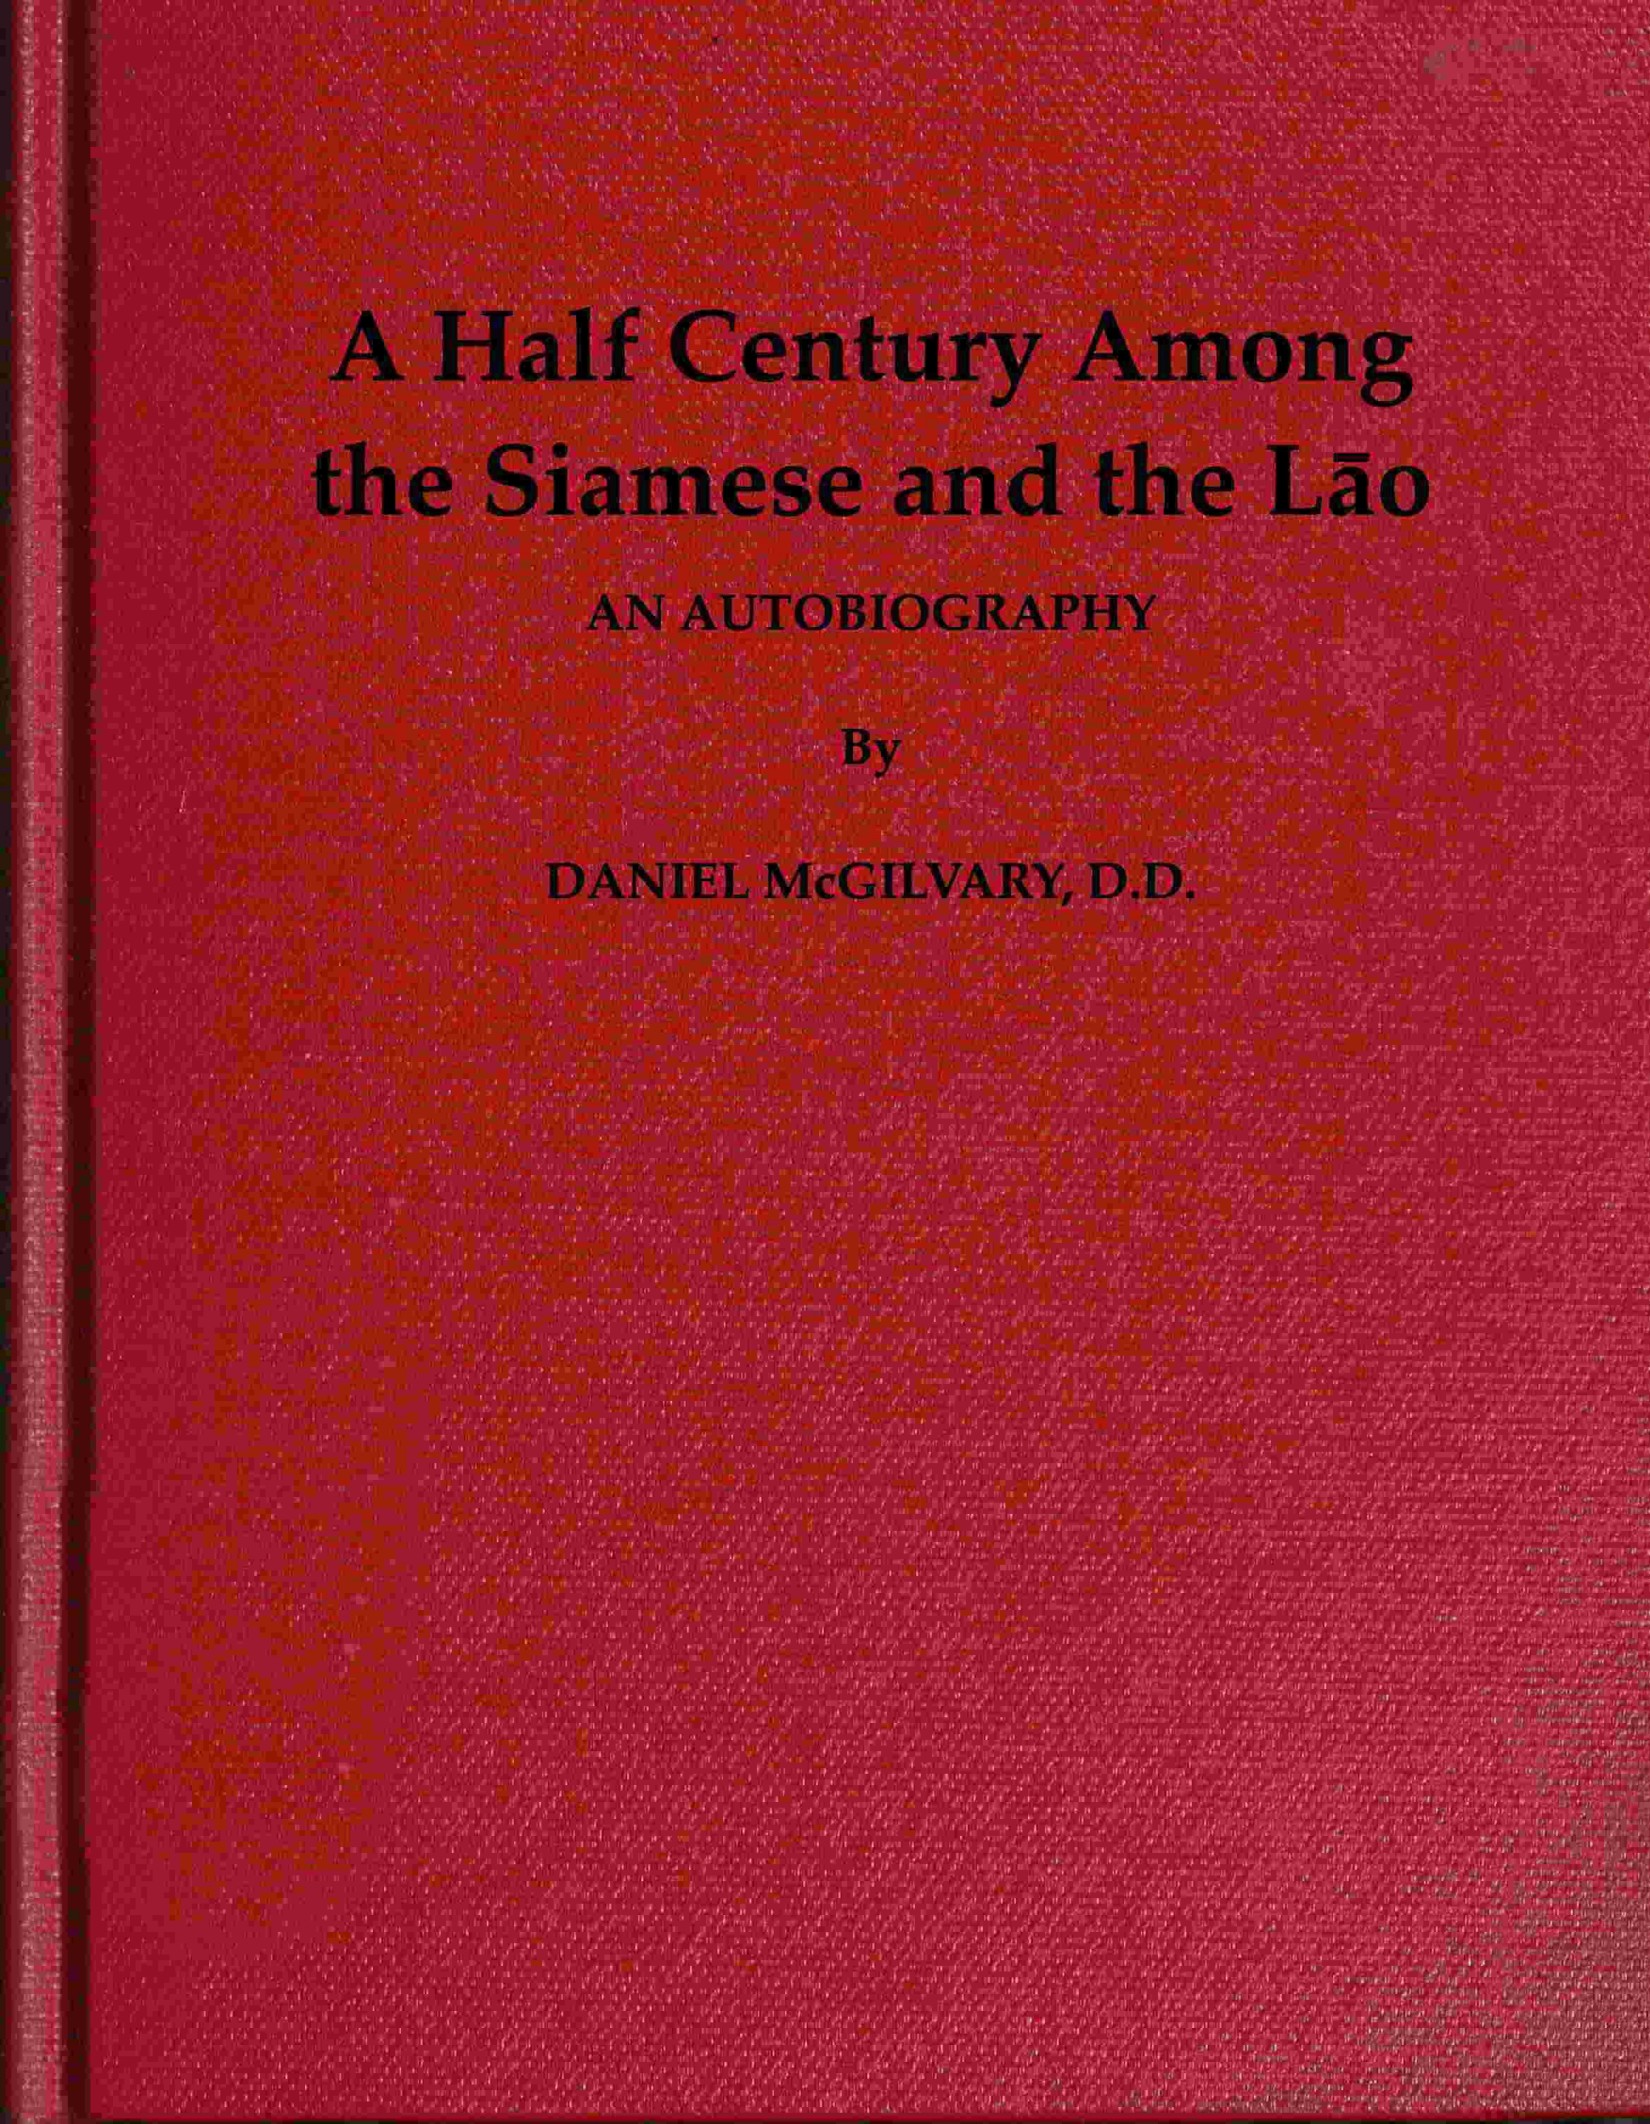 A Half Century Among
the Siamese and the Lāo
AN AUTOBIOGRAPHY
By
DANIEL McGILVARY, D.D.